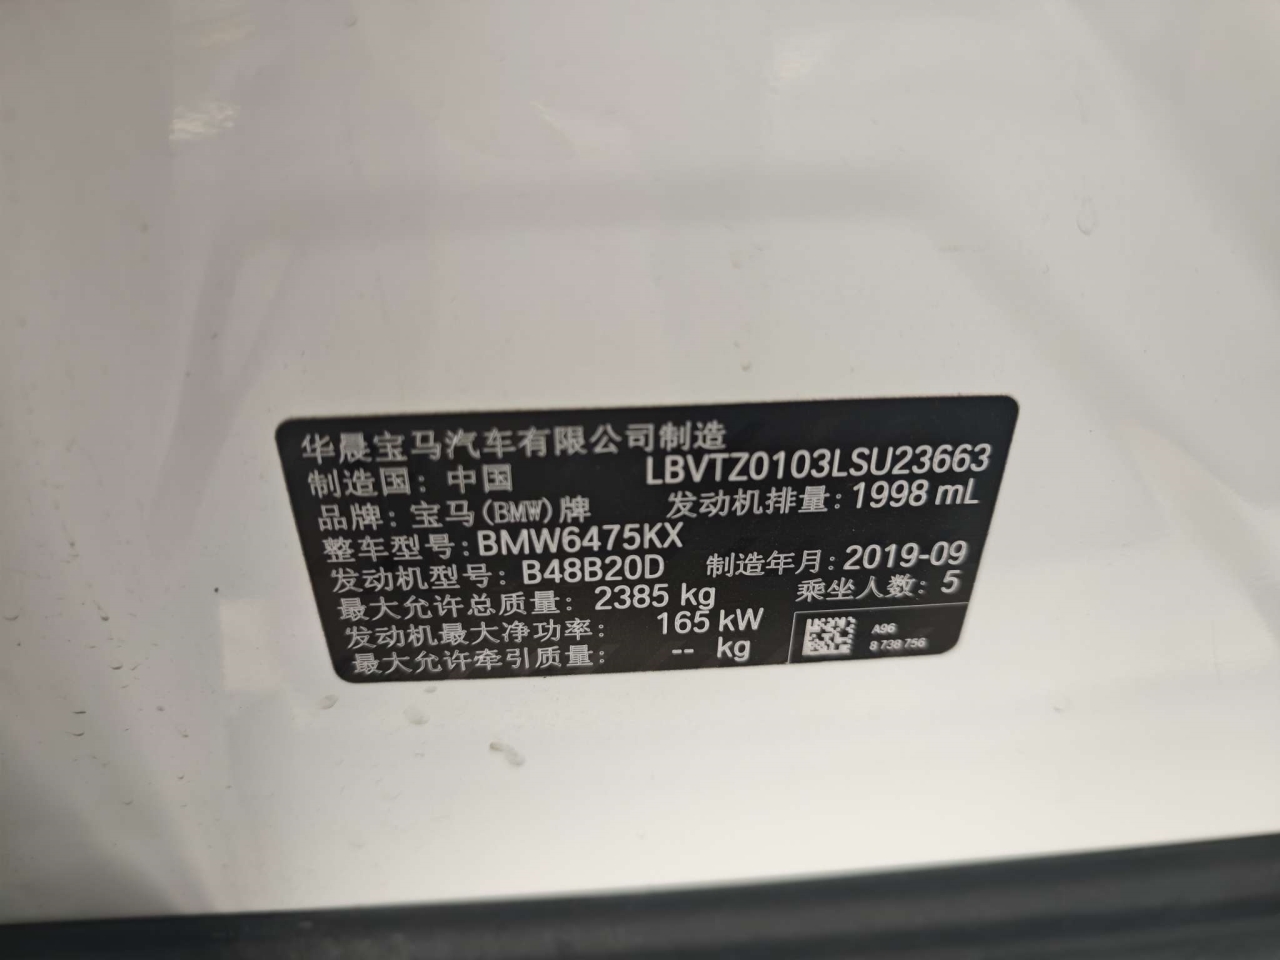 华晨宝马汽车有限公司制造
制造国：中国
LBVTZ0103LSU23663
品牌：宝马(BMW)牌
发动机排量：1998 mL
整车型号：BMW6475KX
发动机型号：B48B20D
制造年月：2019-09
最大允许总质量：2385 kg
乘坐人数：5
发动机最大净功率：165 kW
最大允许牵引质量：-- kg
A96
8 738 756